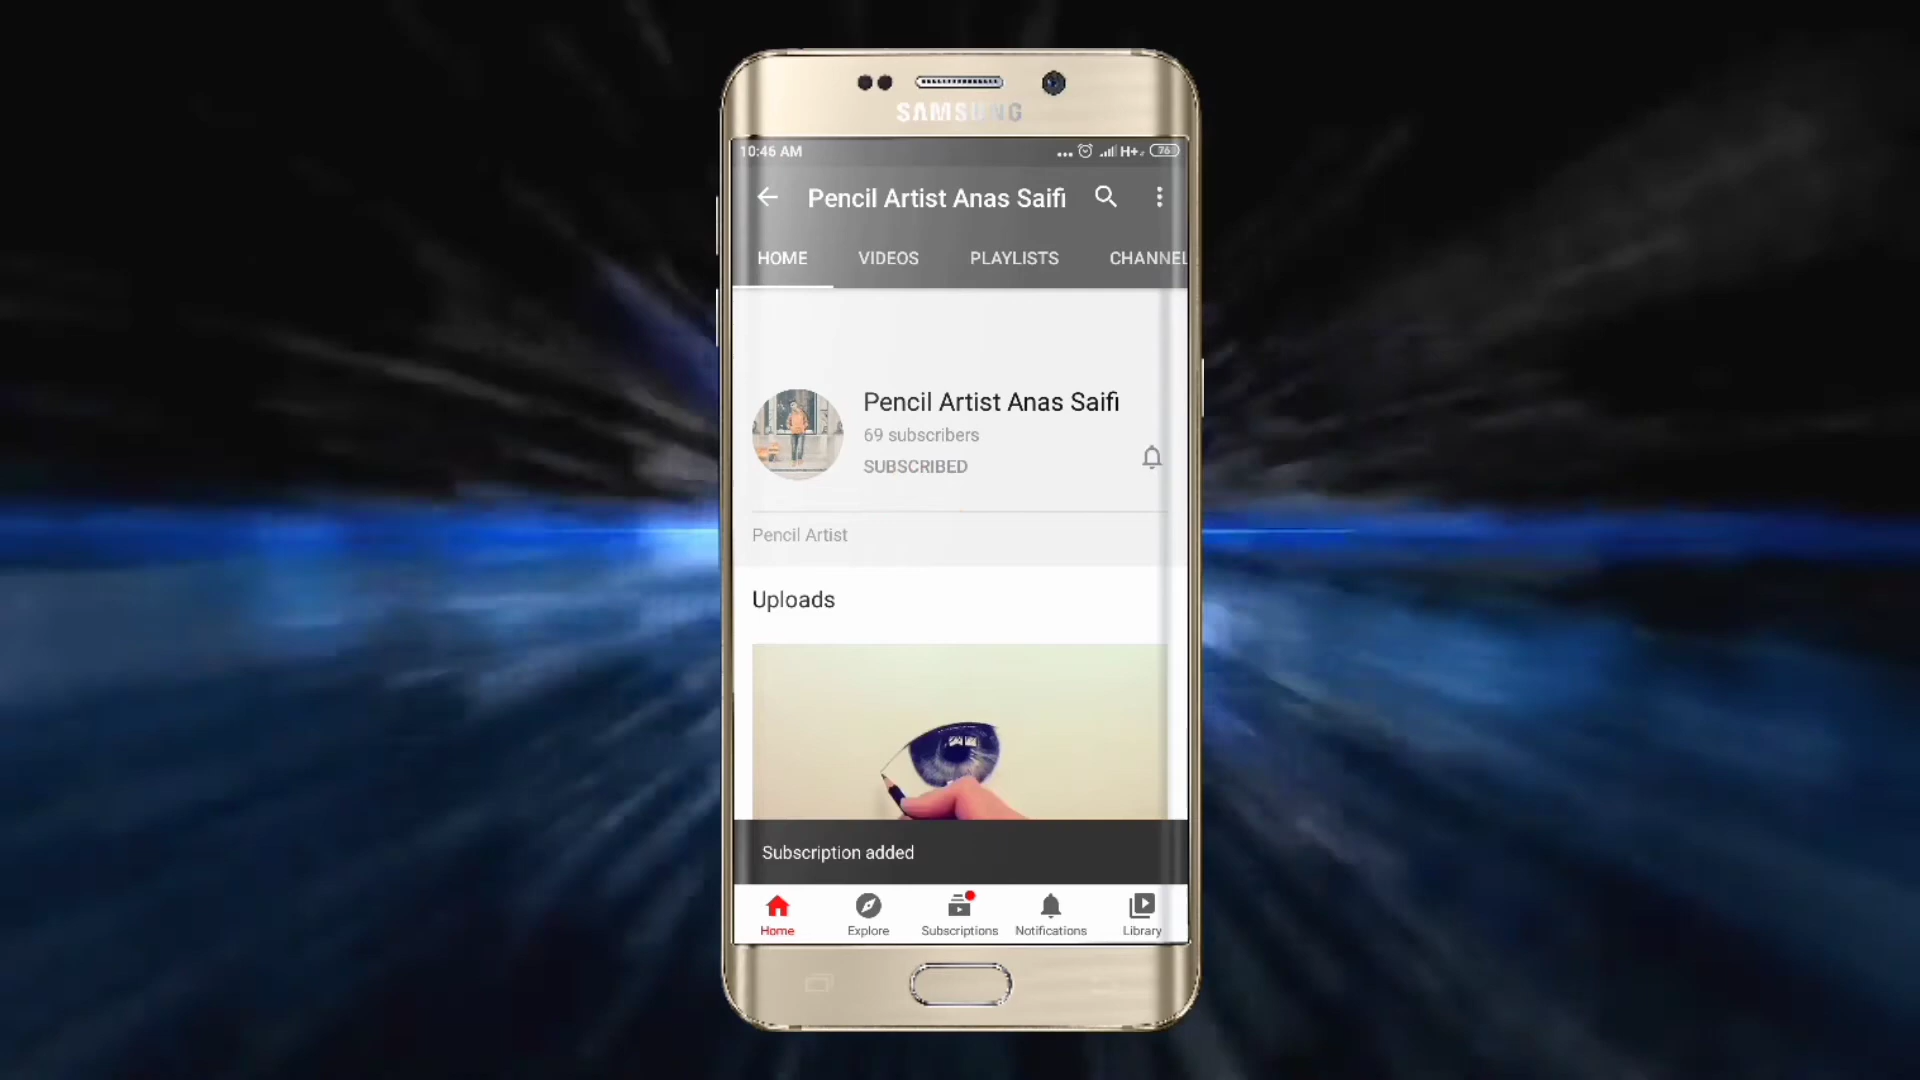 SAMSUNG
10:46 AM
H+
76
Pencil Artist Anas Saifi
HOME VIDEOS PLAYLISTS CHANNEL
Pencil Artist Anas Saifi
69 subscribers
SUBSCRIBED
Pencil Artist
Uploads
Subscription added
Home Explore Subscriptions Notifications Library